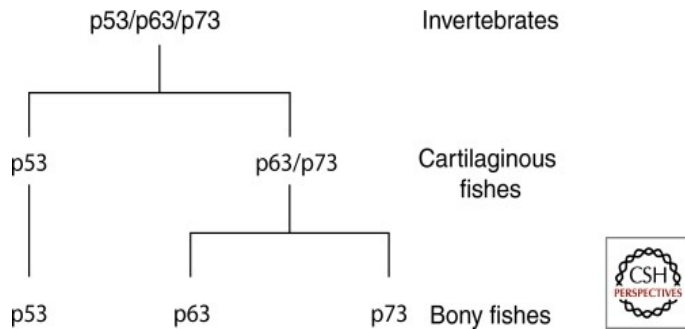 p53/p63/p73 Invertebrates
p53 p63/p73 Cartilaginous
fishes
p53 p63 p73 Bony fishes
CSH
PERSPECTIVES